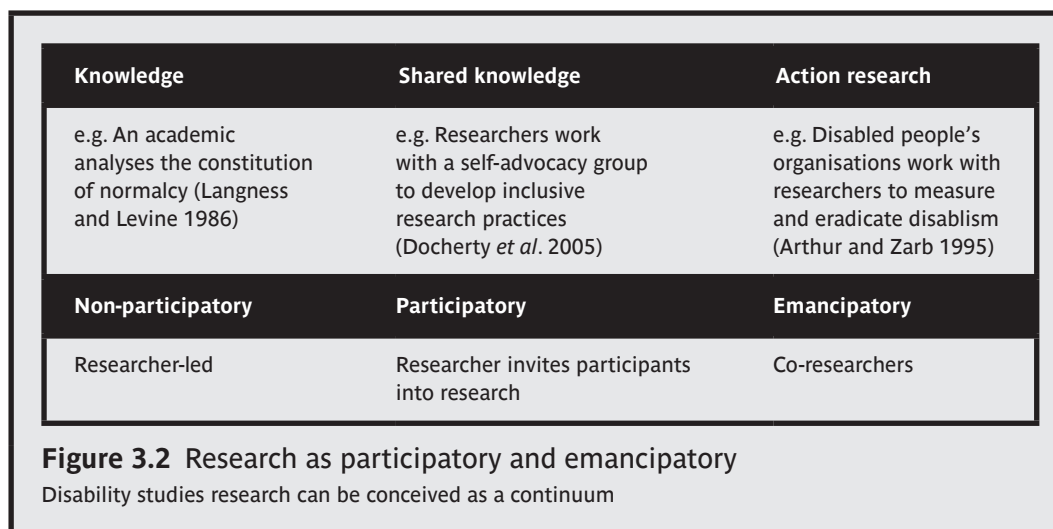 Knowledge Shared knowledge Action research
e.g. An academic
analyses the constitution
of normalcy (Langness
and Levine 1986)
e.g. Researchers work
with a self-advocacy group
to develop inclusive
research practices
(Docherty et al. 2005)
e.g. Disabled people’s
organisations work with
researchers to measure
and eradicate disablism
(Arthur and Zarb 1995)
Non-participatory Participatory Emancipatory
Researcher-led
Researcher invites participants
into research
Co-researchers
Figure 3.2 Research as participatory and emancipatory
Disability studies research can be conceived as a continuum